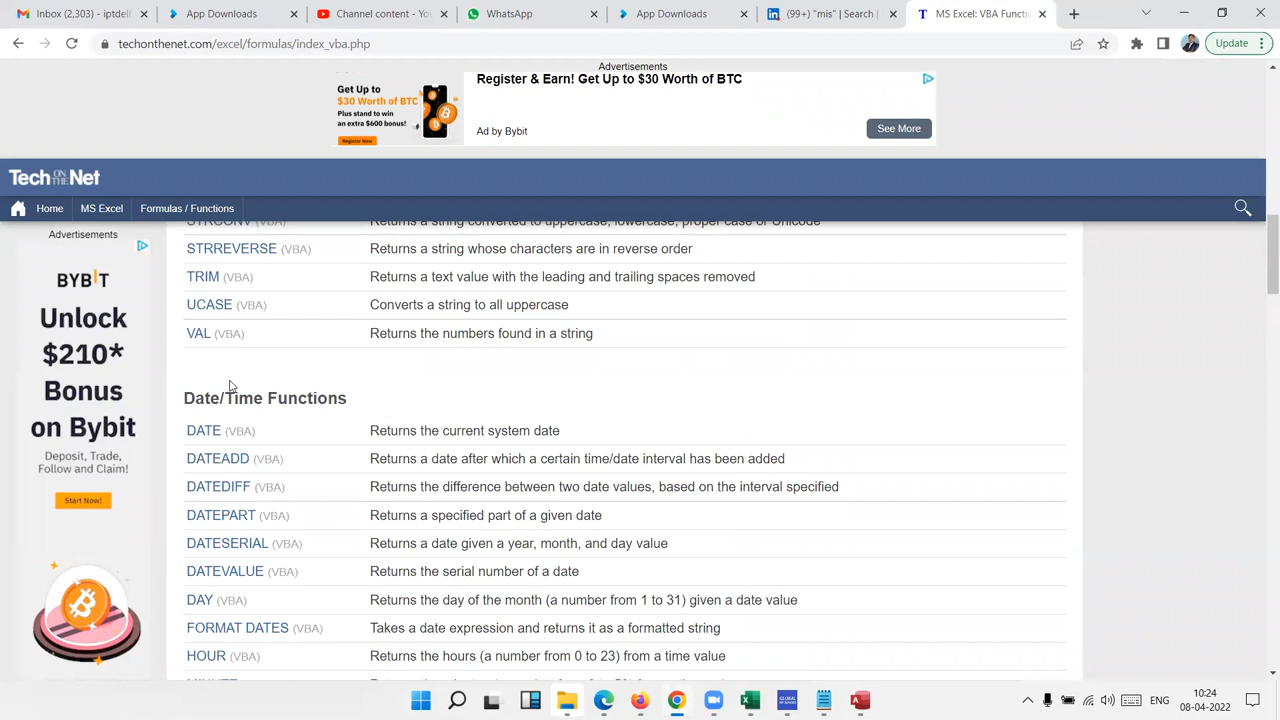 Inbox (2,303) - iptdelf
App Downloads
Channel content - Yo
WhatsApp
App Downloads
(99+) "mis" | Search |
MS Excel: VBA Functi
techonthenet.com/excel/formulas/index_vba.php
Update
Advertisements
Get Up to
$30 Worth of BTC
Plus stand to win
an extra $600 bonus!
Register Now
Register & Earn! Get Up to $30 Worth of BTC
Ad by Bybit
See More
Tech ON THE Net
Home
MS Excel
Formulas / Functions
Advertisements
BYBIT
Unlock
$210*
Bonus
on Bybit
Deposit, Trade,
Follow and Claim!
Start Now!
STRCONV (VBA) Returns a string converted to uppercase, lowercase, proper case or Unicode
STRREVERSE (VBA) Returns a string whose characters are in reverse order
TRIM (VBA) Returns a text value with the leading and trailing spaces removed
UCASE (VBA) Converts a string to all uppercase
VAL (VBA) Returns the numbers found in a string
Date/Time Functions
DATE (VBA) Returns the current system date
DATEADD (VBA) Returns a date after which a certain time/date interval has been added
DATEDIFF (VBA) Returns the difference between two date values, based on the interval specified
DATEPART (VBA) Returns a specified part of a given date
DATESERIAL (VBA) Returns a date given a year, month, and day value
DATEVALUE (VBA) Returns the serial number of a date
DAY (VBA) Returns the day of the month (a number from 1 to 31) given a date value
FORMAT DATES (VBA) Takes a date expression and returns it as a formatted string
HOUR (VBA) Returns the hours (a number from 0 to 23) from a time value
ENG
10:24
08-04-2022